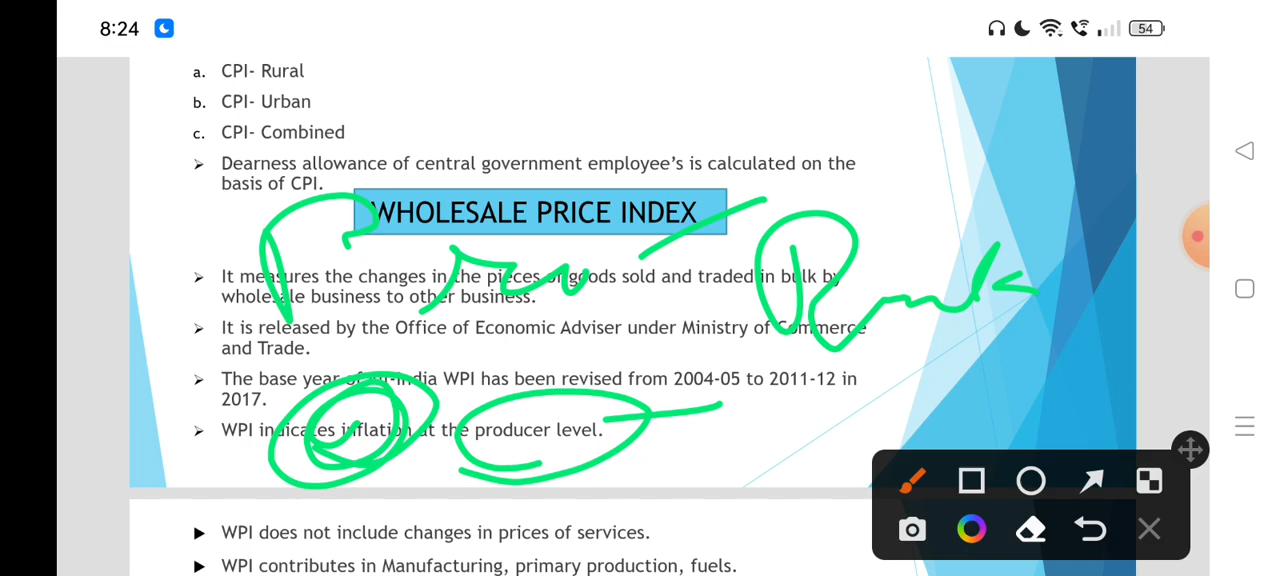 8:24
54
a. CPI- Rural
b. CPI- Urban
c. CPI- Combined
Dearness allowance of central government employee's is calculated on the
basis of CPI.
WHOLESALE PRICE INDEX
It measures the changes in the pieces of goods sold and traded in bulk by
wholesale business to other business.
It is released by the Office of Economic Adviser under Ministry of Commerce
and Trade.
The base year of All-India WPI has been revised from 2004-05 to 2011-12 in
2017.
WPI indicates inflation at the producer level.
WPI does not include changes in prices of services.
WPI contributes in Manufacturing, primary production, fuels.